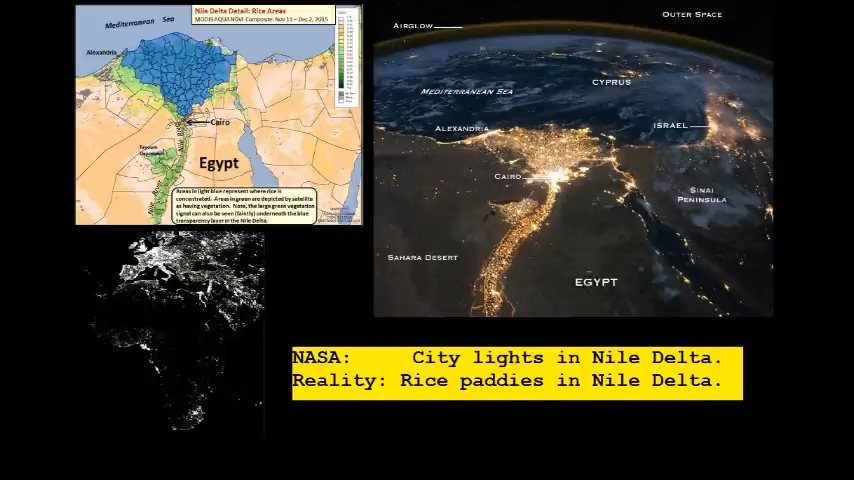 Mediterranean Sea
Nile Delta Detail: Rice Areas
MODIS AQUA NDVI Composite: Nov 13 – Dec 2, 2015
Alexandria
Cairo
Nile
Egypt
Areas in light blue represent where rice is
concentrated. Areas in green are depicted by satellite
as having vegetation. Note, the large green vegetation
signal can also be seen (faintly) underneath the blue
transparency layer in the Nile Delta.
AIRGLOW
OUTER SPACE
CYPRUS
MEDITERRANEAN SEA
ALEXANDRIA
ISRAEL
CAIRO
SINAI
PENINSULA
SAHARA DESERT
EGYPT
NASA: City lights in Nile Delta.
Reality: Rice paddies in Nile Delta.